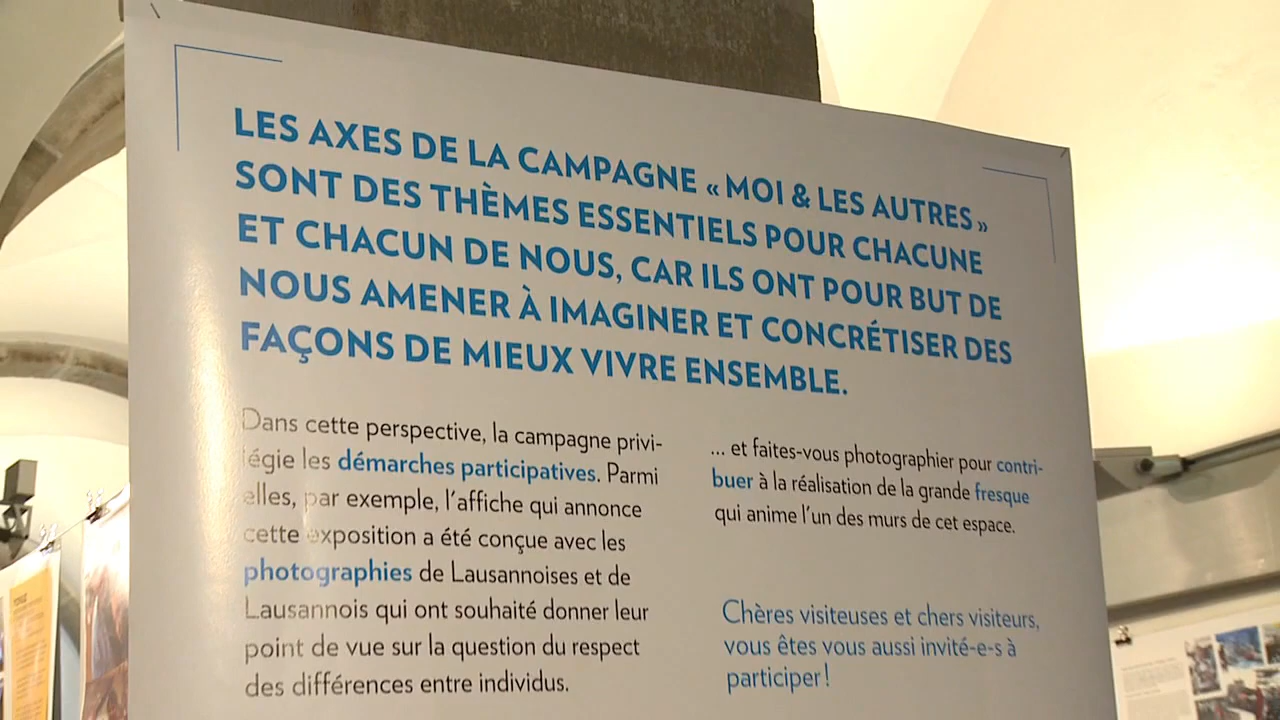 LES AXES DE LA CAMPAGNE « MOI & LES AUTRES »
SONT DES THÈMES ESSENTIELS POUR CHACUNE
ET CHACUN DE NOUS, CAR ILS ONT POUR BUT DE
NOUS AMENER À IMAGINER ET CONCRÉTISER DES
FAÇONS DE MIEUX VIVRE ENSEMBLE.
Dans cette perspective, la campagne privi-
légie les démarches participatives. Parmi
elles, par exemple, l'affiche qui annonce
cette exposition a été conçue avec les
photographies de Lausannoises et de
Lausannois qui ont souhaité donner leur
point de vue sur la question du respect
des différences entre individus.
... et faites-vous photographier pour contri-
buer à la réalisation de la grande fresque
qui anime l'un des murs de cet espace.
Chères visiteuses et chers visiteurs,
vous êtes vous aussi invité-e-s à
participer!